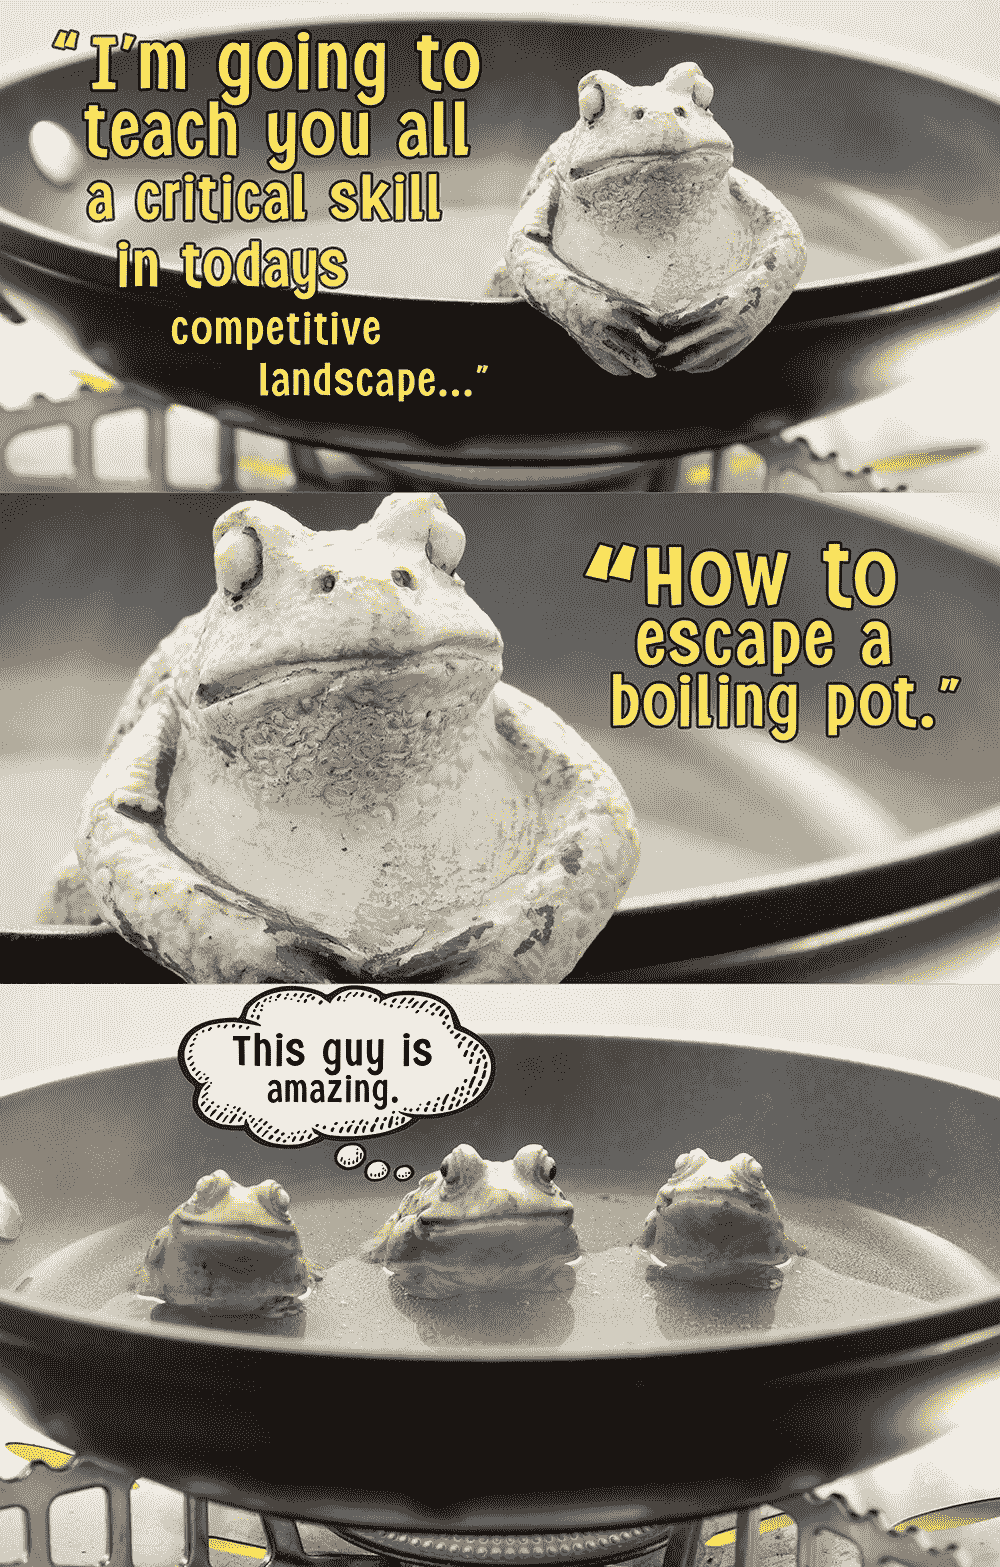 “I’m going to
teach you all
a critical skill
in todays
competitive
landscape...”
“How to
escape a
boiling pot.”
This guy is
amazing.